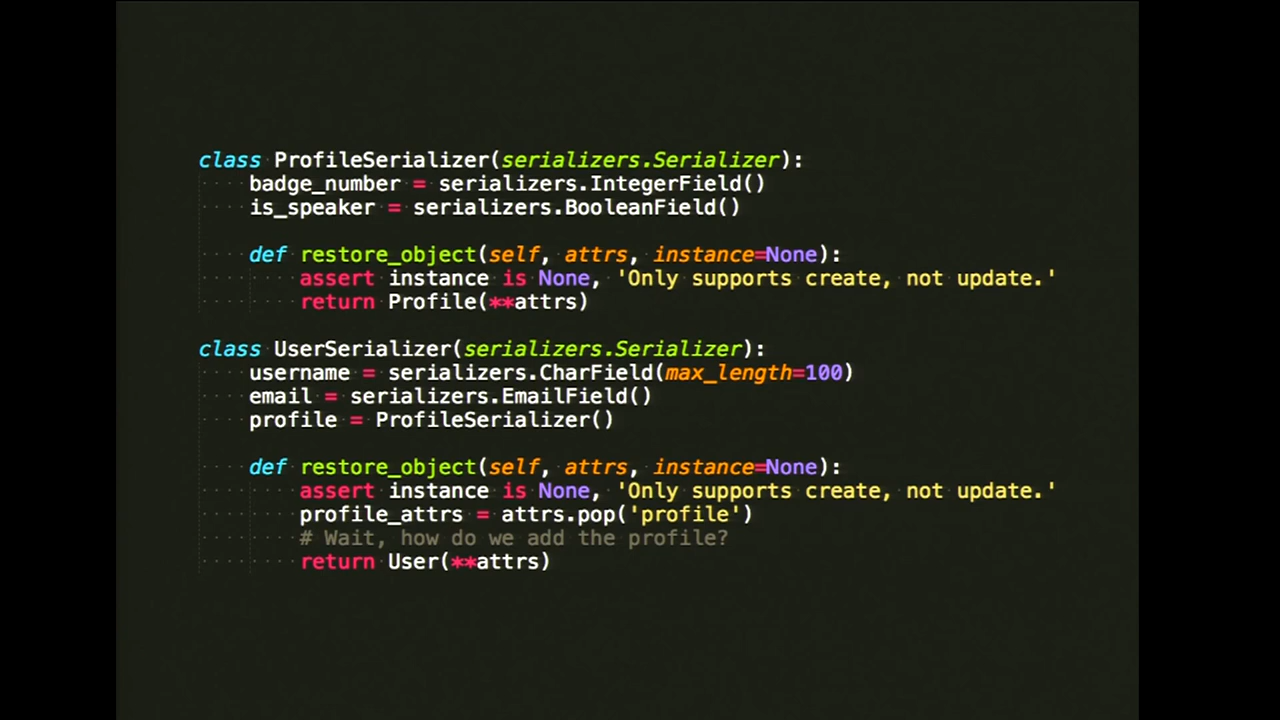 class ProfileSerializer(serializers.Serializer):
    badge_number = serializers.IntegerField()
    is_speaker = serializers.BooleanField()
    def restore_object(self, attrs, instance=None):
        assert instance is None, 'Only supports create, not update.'
        return Profile(**attrs)
class UserSerializer(serializers.Serializer):
    username = serializers.CharField(max_length=100)
    email = serializers.EmailField()
    profile = ProfileSerializer()
    def restore_object(self, attrs, instance=None):
        assert instance is None, 'Only supports create, not update.'
        profile_attrs = attrs.pop('profile')
        # Wait, how do we add the profile?
        return User(**attrs)